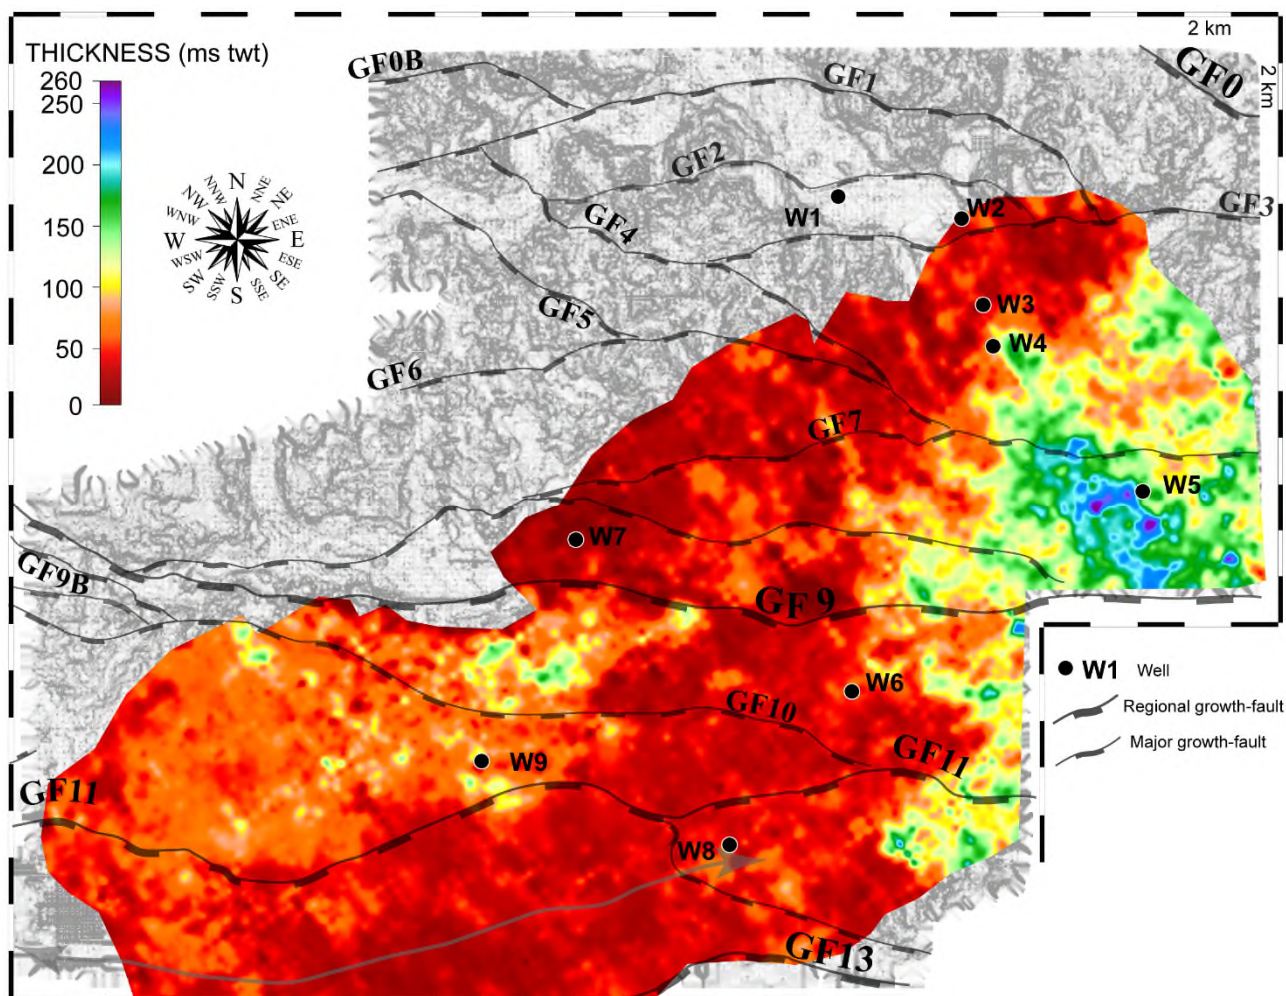 2 km
THICKNESS (ms twt)
2 km
260
250
200
150
100
50
0
N
NNE
NE
ENE
E
ESE
SE
SSE
S
SSW
SW
WSW
W
WNW
NW
NNW
GF0B
GF1
GF0
GF2
W1
W2
GF3
GF4
W3
GF5
W4
GF6
GF7
W5
W7
GF9B
GF 9
W6
GF10
W9
GF11
GF11
W8
GF13
W1 Well
Regional growth-fault
Major growth-fault